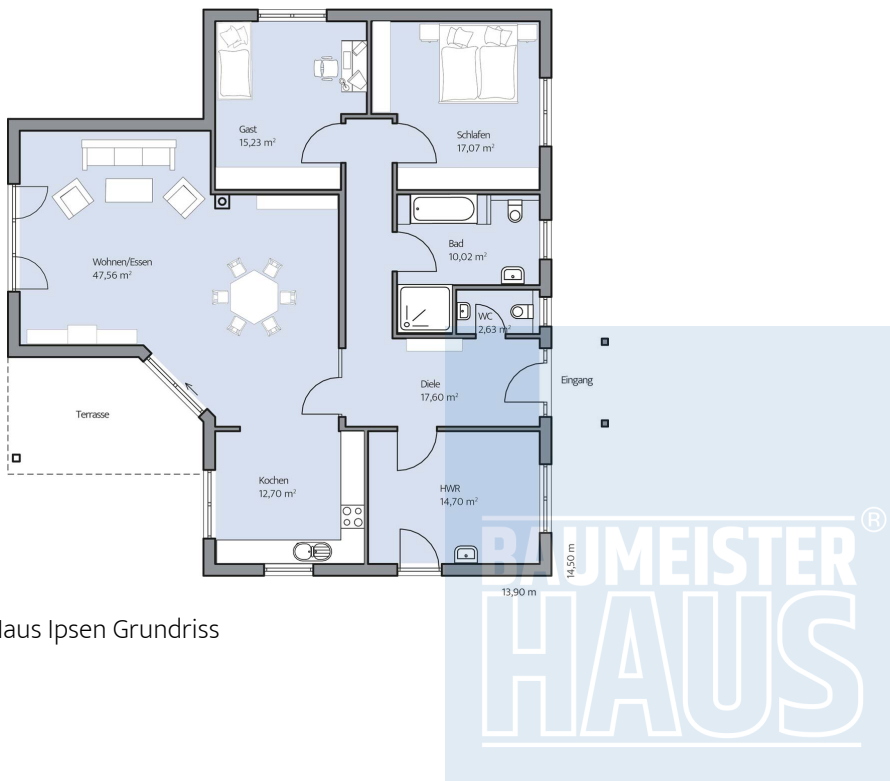 Gast
15,23 m²
Schlafen
17,07 m²
Wohnen/Essen
47,56 m²
Bad
10,02 m²
WC
2,63 m²
Diele
17,60 m²
Eingang
Terrasse
Kochen
12,70 m²
HWR
14,70 m²
14,50 m
13,90 m
BAUMEISTER®
HAUS
Haus Ipsen Grundriss